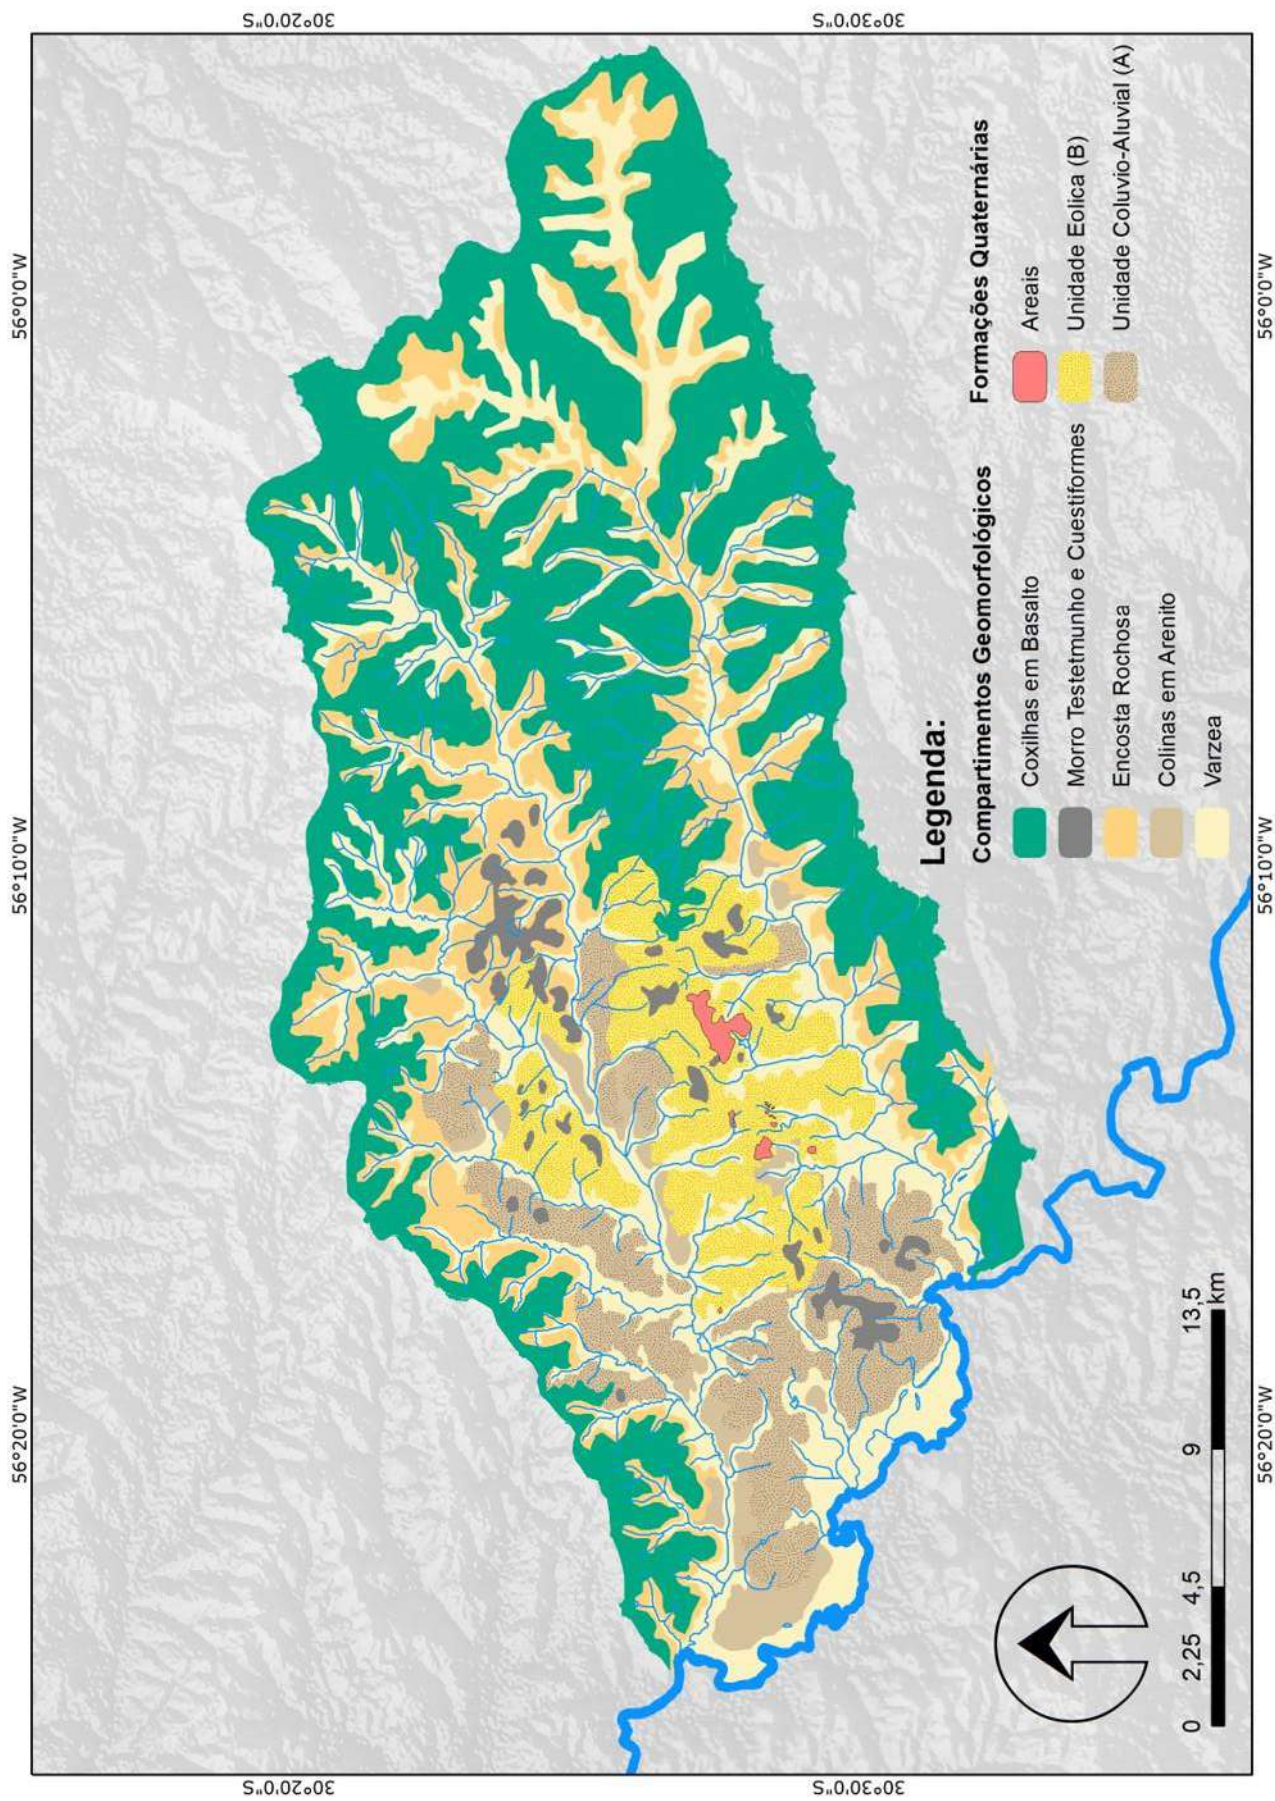 56°20'0"W
56°10'0"W
56°0'0"W
30°20'0"S
30°20'0"S
30°30'0"S
30°30'0"S
Legenda:
Compartimentos Geomorfológicos
Coxilhas em Basalto
Morro Testetmunho e Cuestiformes
Encosta Rochosa
Colinas em Arenito
Varzea
Formações Quaternárias
Areais
Unidade Eolica (B)
Unidade Coluvio-Aluvial (A)
0 2,25 4,5 9 13,5
km
56°20'0"W
56°10'0"W
56°0'0"W